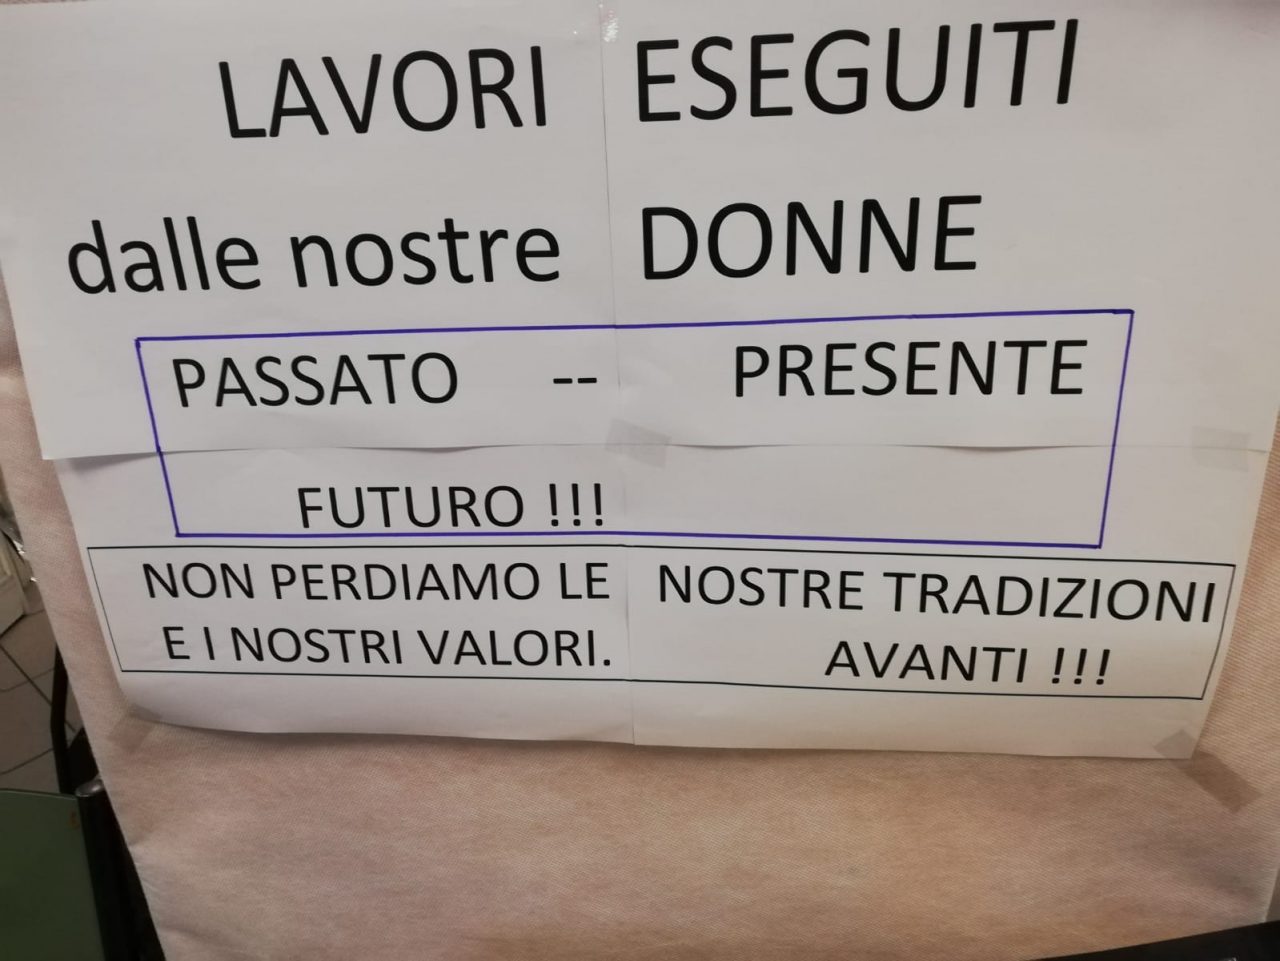 LAVORI ESEGUITI
dalle nostre DONNE
PASSATO -- PRESENTE
FUTURO !!!
NON PERDIAMO LE NOSTRE TRADIZIONI
E I NOSTRI VALORI. AVANTI !!!